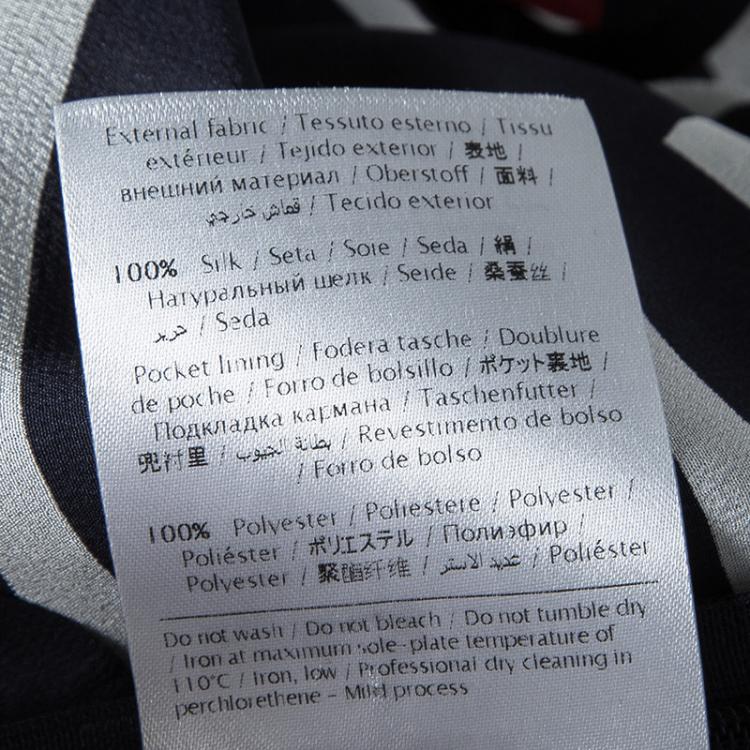 External fabric / Tessuto esterno / Tissu
extérieur / Tejido exterior / 表地 /
внешний материал / Oberstoff / 面料 /
قماش خارجي / Tecido exterior
100% Silk / Seta / Soie / Seda / 絹 /
Натуральный шелк / Seide / 桑蚕丝 /
حرير / Seda
Pocket lining / Fodera tasche / Doublure
de poche / Forro de bolsillo / ポケット裏地 /
Подкладка кармана / Taschenfutter /
兜衬里 / بطانة الجيوب / Revestimento de bolso
/ Forro de bolso
100% Polyester / Poliestere / Polyester /
Poliéster / ポリエステル / Полиэфир /
Polyester / 聚酯纤维 / عديد الاستر / Poliéster
Do not wash / Do not bleach / Do not tumble dry
/ Iron at maximum sole-plate temperature of
110°C / Iron, low / Professional dry cleaning in
perchlorethene - Mild process